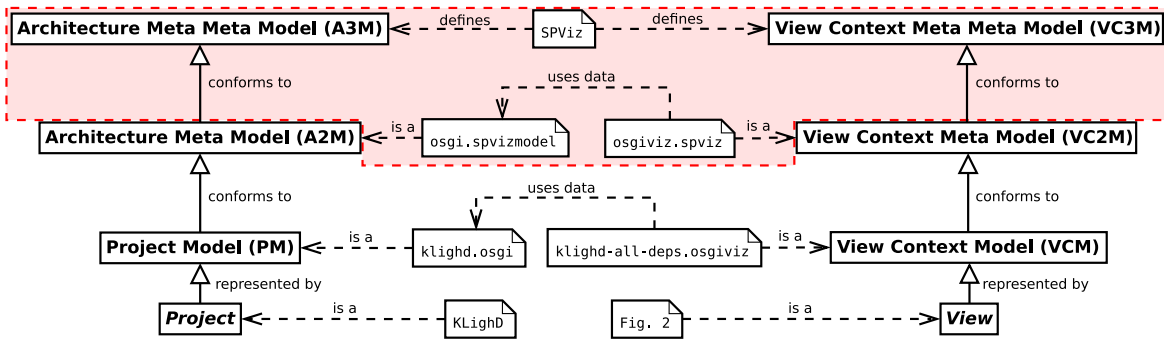 Architecture Meta Meta Model (A3M)
defines
SPViz
defines
View Context Meta Meta Model (VC3M)
conforms to
uses data
conforms to
Architecture Meta Model (A2M)
is a
osgi.spvizmodel
osgiviz.spviz
is a
View Context Meta Model (VC2M)
conforms to
uses data
conforms to
Project Model (PM)
is a
klighd.osgi
klighd-all-deps.osgiviz
is a
View Context Model (VCM)
represented by
represented by
Project
is a
KLighD
Fig. 2
is a
View